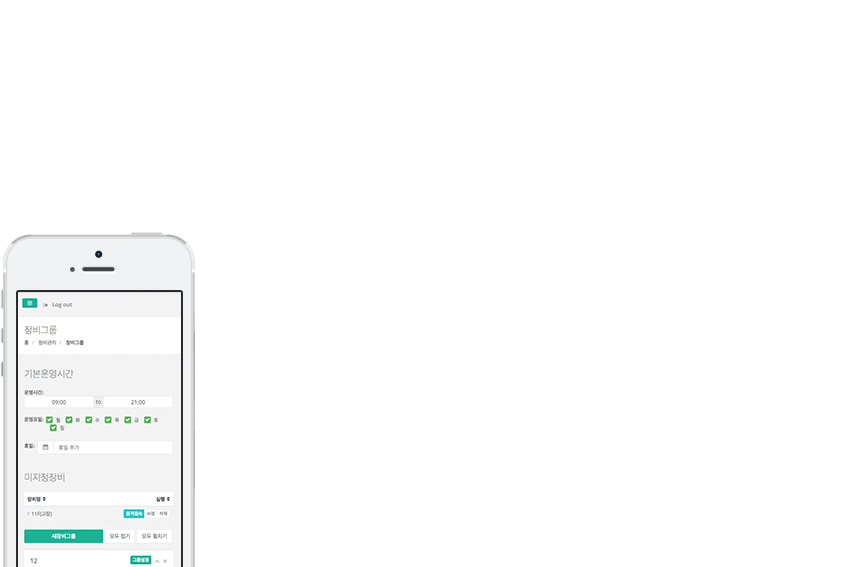 Log out
장비그룹
홈 / 장비관리 / 장비그룹
기본운영시간
운영시간:
09:00 to 21:00
운영요일: 월 화 수 목 금 토
일
휴일: 휴일 추가
미지정장비
장비명 실행
11F(고장) 원격접속 수정 삭제
새장비그룹 모두 접기 모두 펼치기
12 그룹설정